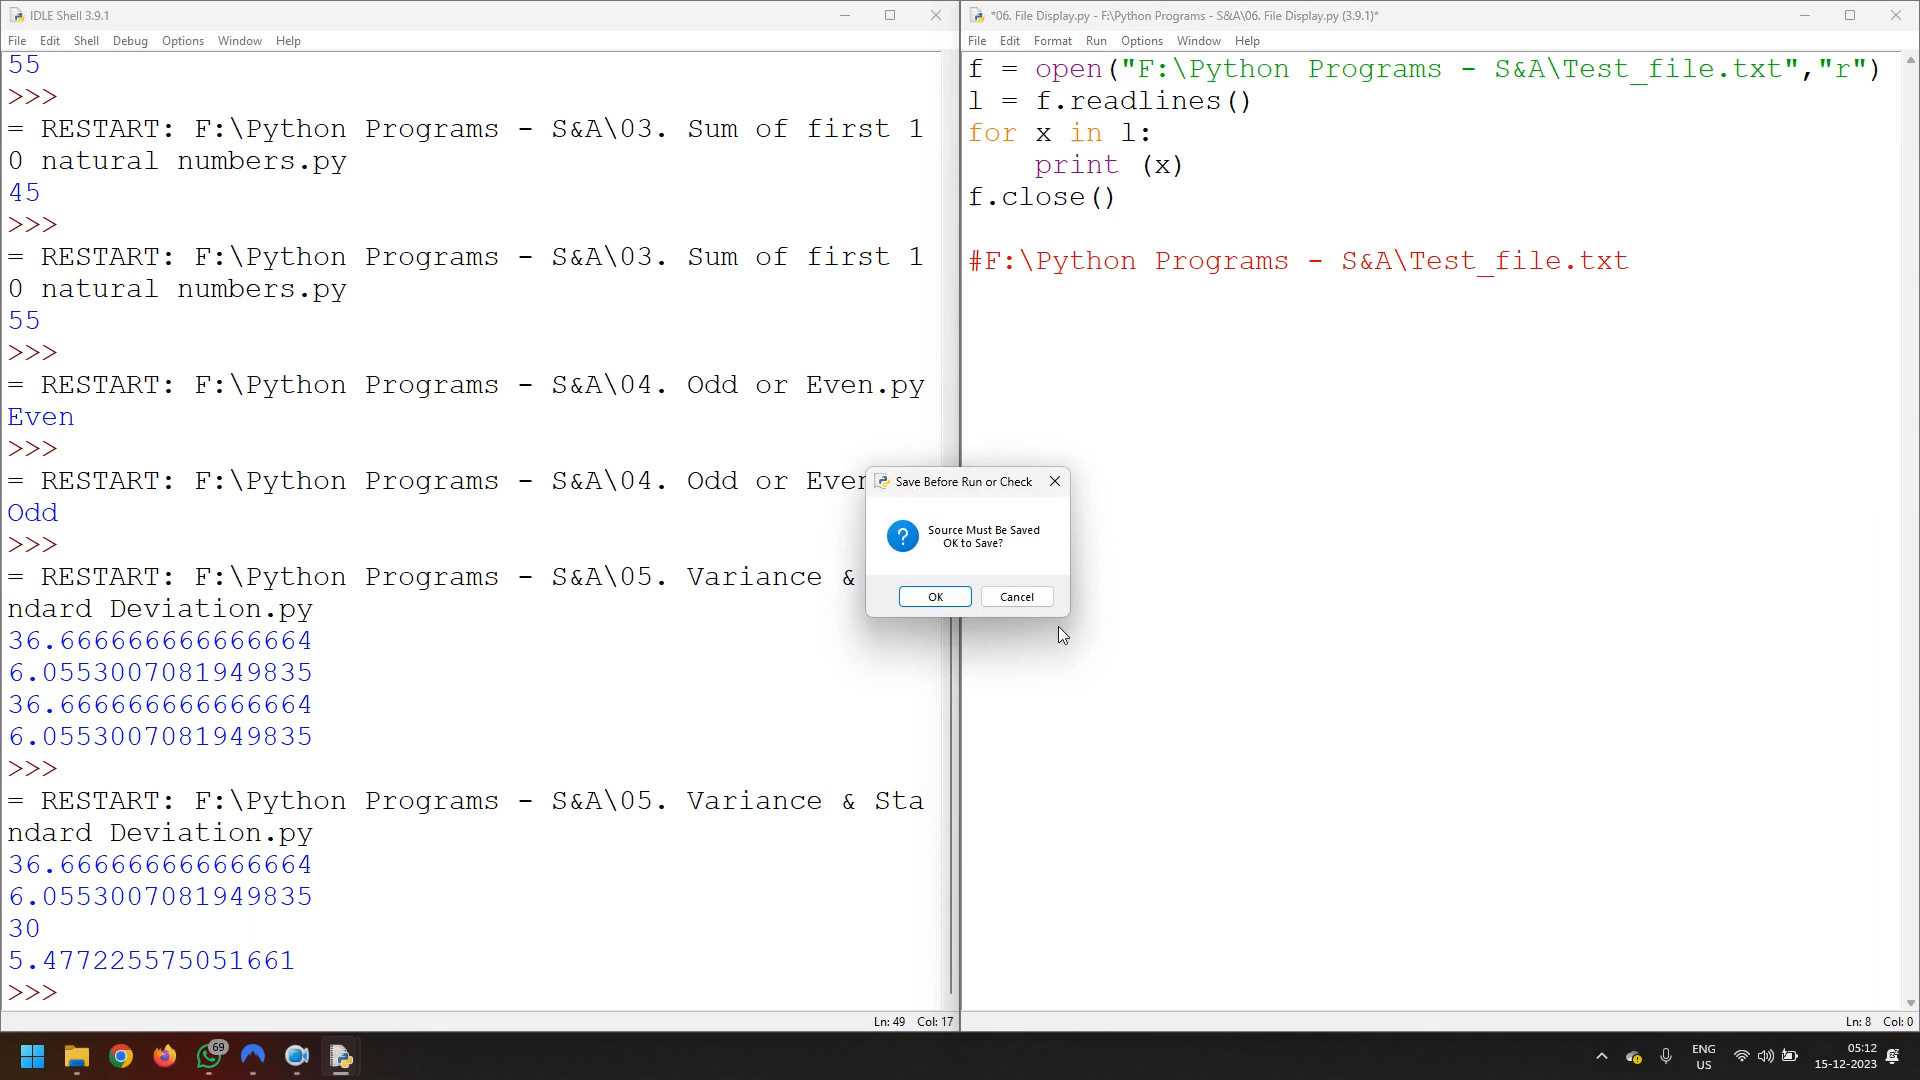 IDLE Shell 3.9.1
File Edit Shell Debug Options Window Help
55
>>>
= RESTART: F:\Python Programs - S&A\03. Sum of first 1
0 natural numbers.py
45
>>>
= RESTART: F:\Python Programs - S&A\03. Sum of first 1
0 natural numbers.py
55
>>>
= RESTART: F:\Python Programs - S&A\04. Odd or Even.py
Even
>>>
= RESTART: F:\Python Programs - S&A\04. Odd or Ever
Odd
>>>
= RESTART: F:\Python Programs - S&A\05. Variance &
ndard Deviation.py
36.666666666666664
6.0553007081949835
36.666666666666664
6.0553007081949835
>>>
= RESTART: F:\Python Programs - S&A\05. Variance & Sta
ndard Deviation.py
36.666666666666664
6.0553007081949835
30
5.477225575051661
>>>
Ln: 49 Col: 17
*06. File Display.py - F:\Python Programs - S&A\06. File Display.py (3.9.1)*
File Edit Format Run Options Window Help
f = open("F:\Python Programs - S&A\Test_file.txt","r")
l = f.readlines()
for x in l:
    print (x)
f.close()
#F:\Python Programs - S&A\Test_file.txt
Ln: 8 Col: 0
Save Before Run or Check
Source Must Be Saved
OK to Save?
OK Cancel
69
ENG
US
05:12
15-12-2023